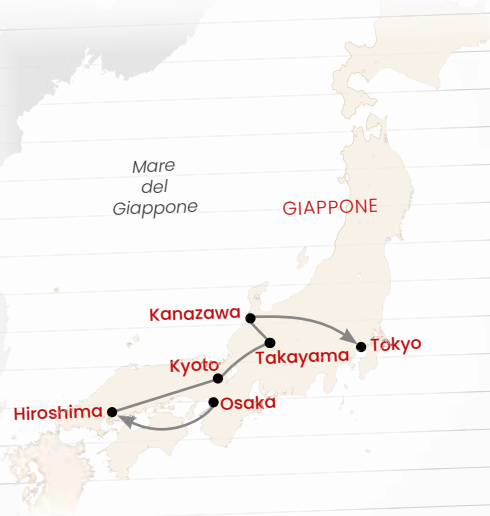 Mare
del
Giappone
GIAPPONE
Kanazawa
Tokyo
Takayama
Kyoto
Osaka
Hiroshima